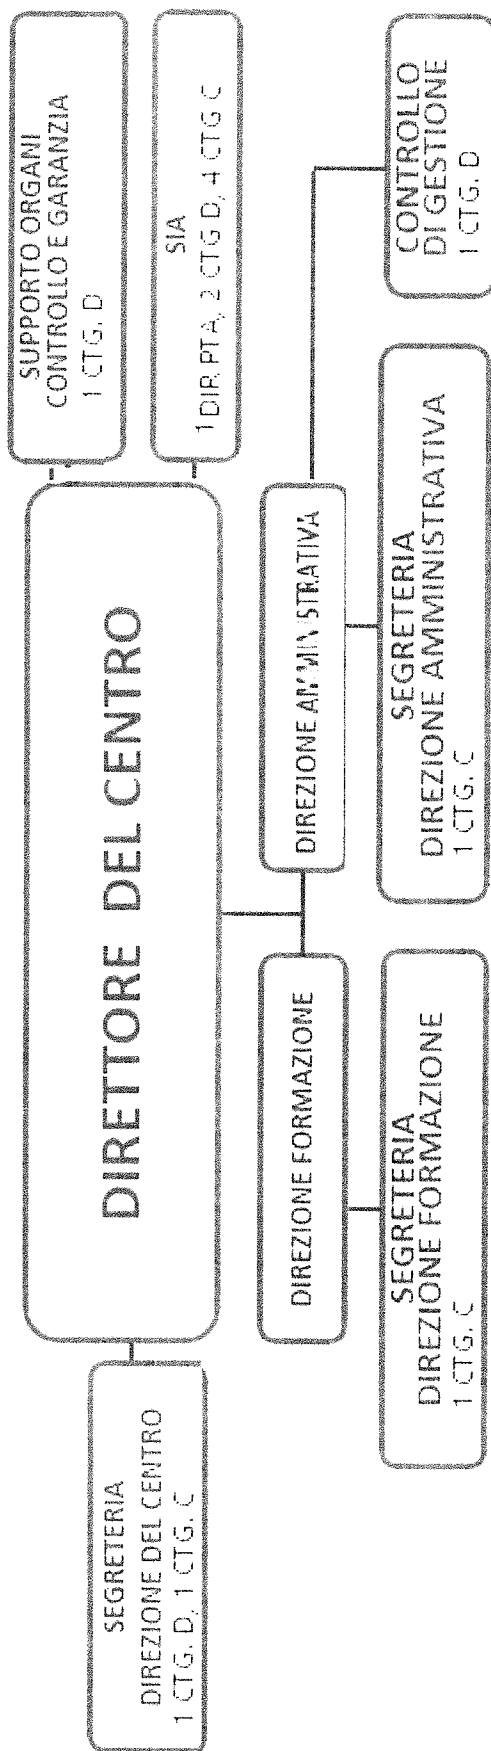 SUPPORTO ORGANI
CONTROLLO E GARANZIA
1 CTG. D
SIA
1 DIR. PTA, 2 CTG D, 4 CTG C
DIRETTORE DEL CENTRO
SEGRETERIA
DIREZIONE DEL CENTRO
1 CTG. D, 1 CTG. C
DIREZIONE FORMAZIONE
DIREZIONE AMMINISTRATIVA
SEGRETERIA
DIREZIONE FORMAZIONE
1 CTG. C
SEGRETERIA
DIREZIONE AMMINISTRATIVA
1 CTG. C
CONTROLLO
DI GESTIONE
1 CTG. D